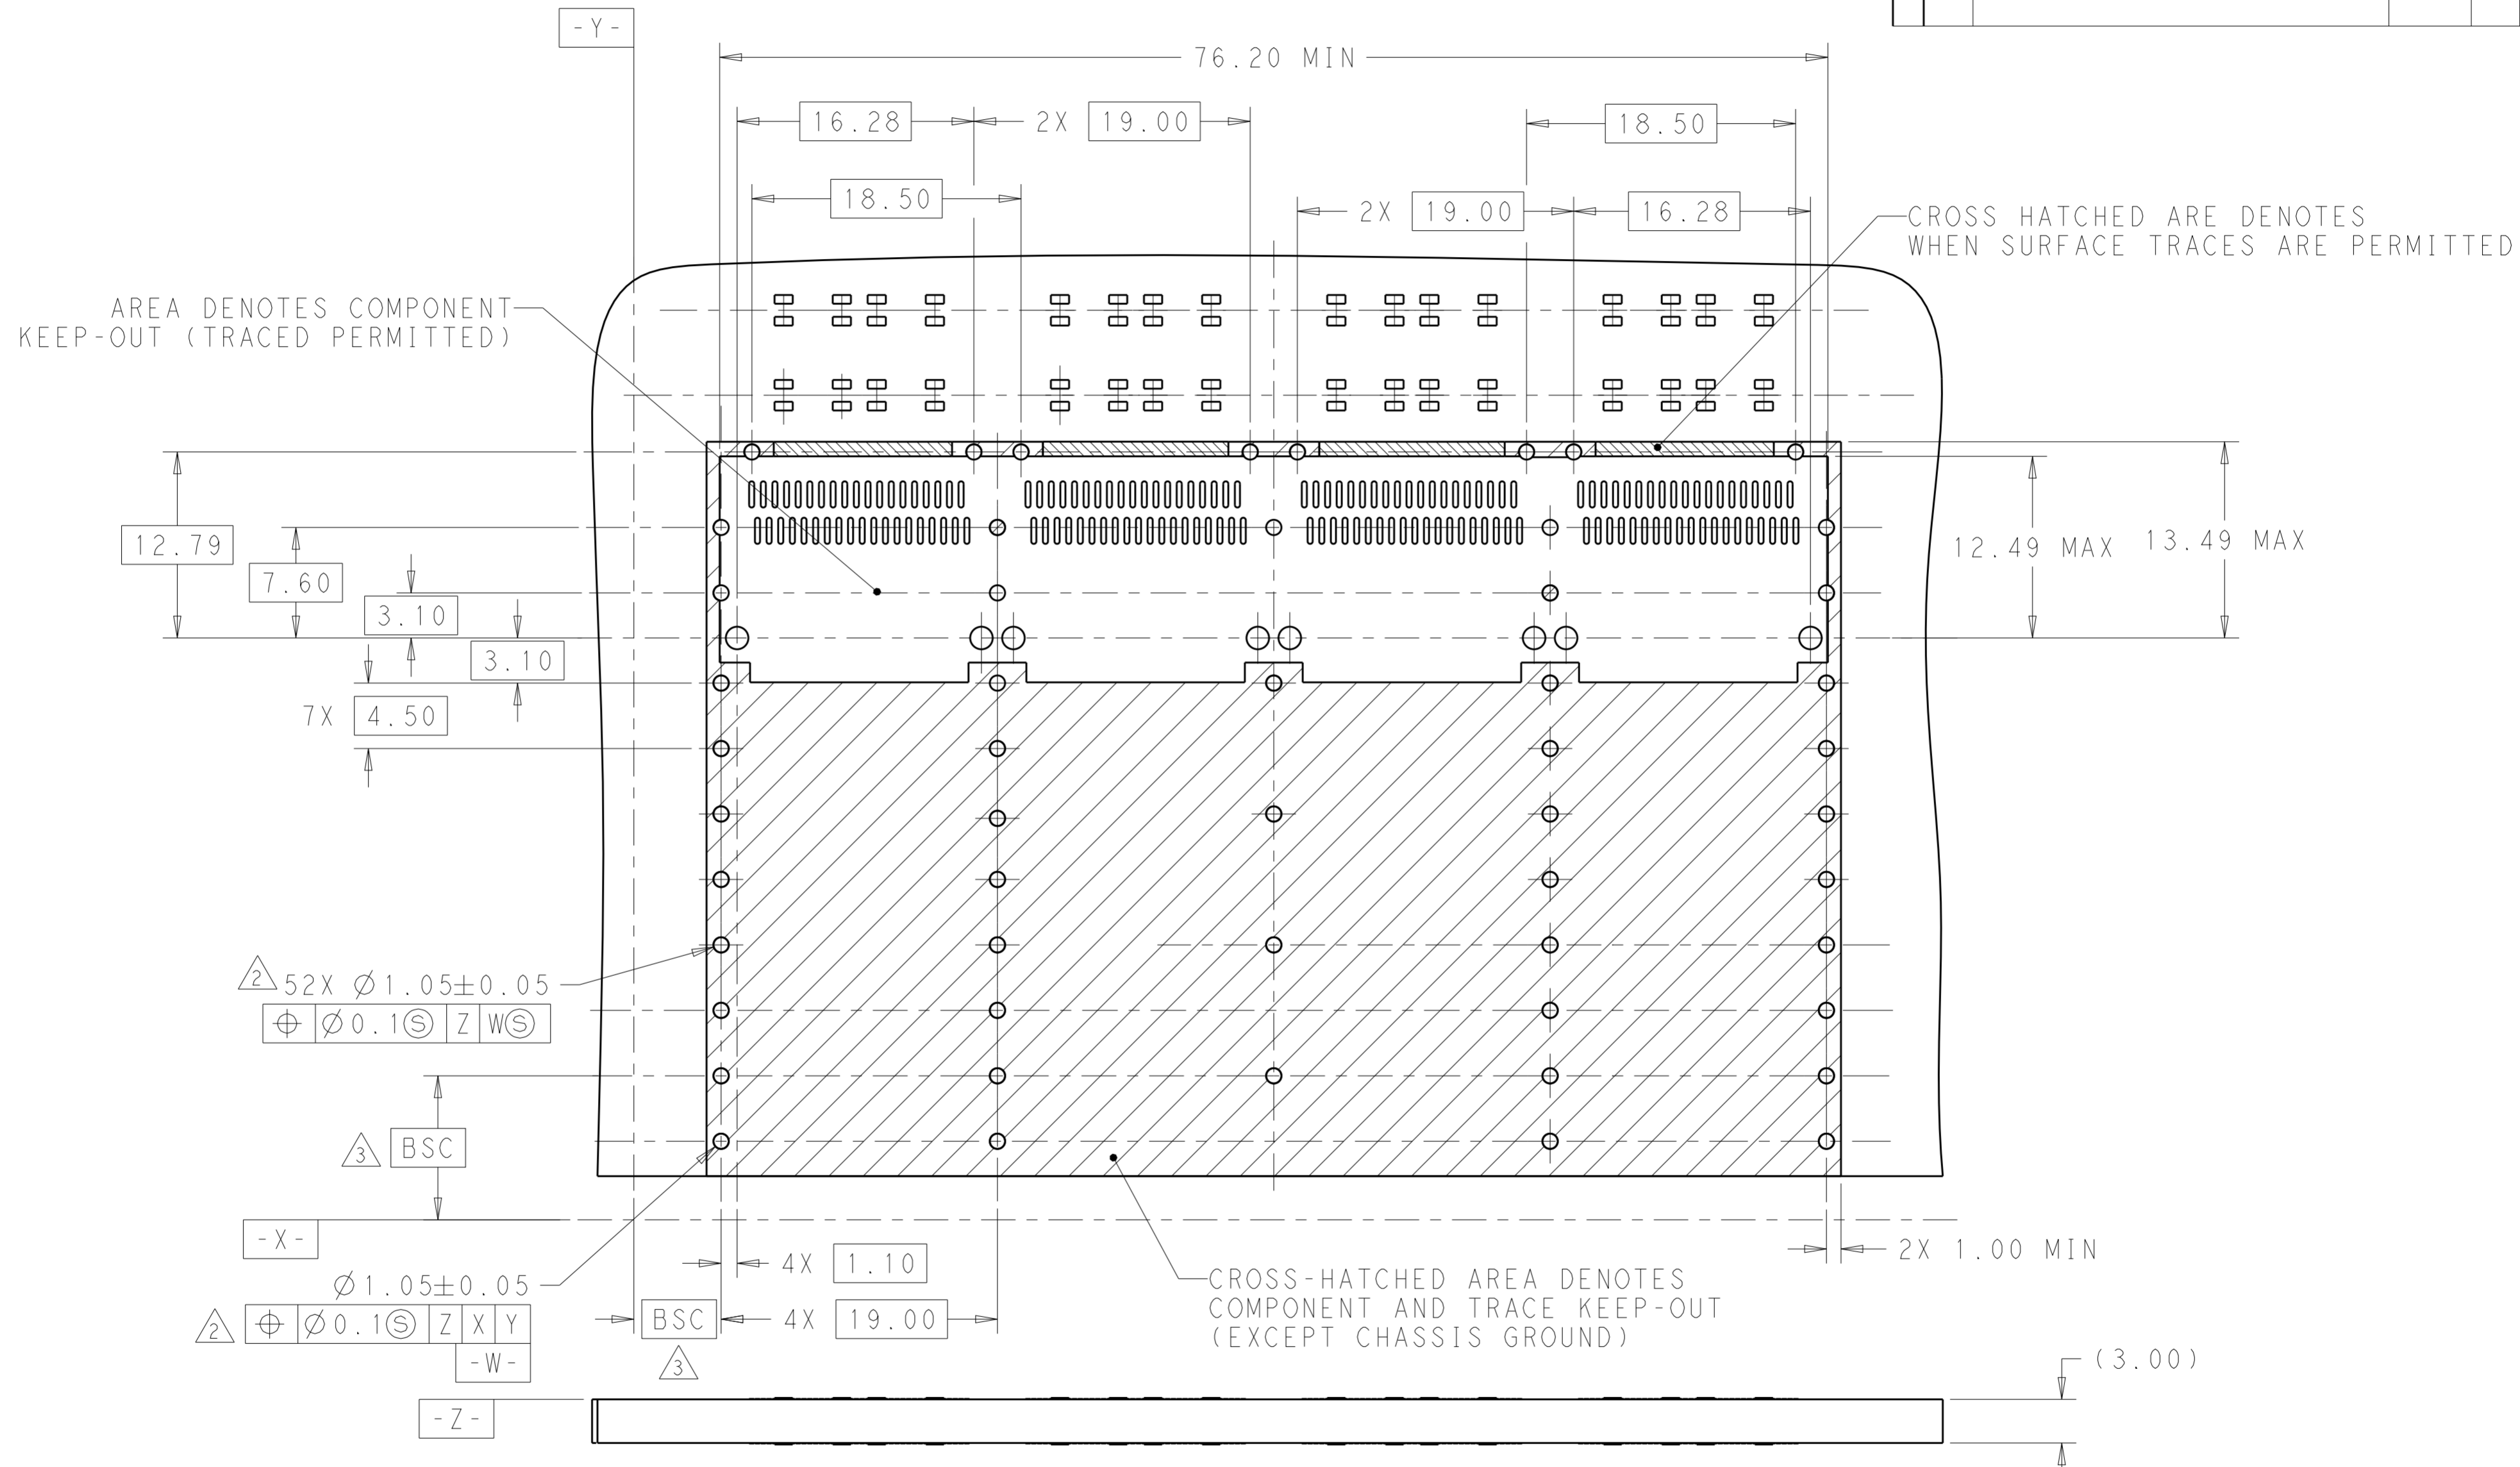 -Y-
76.20 MIN
16.28
2X 19.00
18.50
18.50
2X 19.00
16.28
CROSS HATCHED ARE DENOTES
WHEN SURFACE TRACES ARE PERMITTED
AREA DENOTES COMPONENT
KEEP-OUT (TRACED PERMITTED)
12.79
7.60
3.10
3.10
7X 4.50
12.49 MAX
13.49 MAX
2 52X Ø1.05±0.05
⌖ Ø0.1Ⓢ Z WⓈ
3 BSC
-X-
Ø1.05±0.05
2 ⌖ Ø0.1Ⓢ Z X Y
-W-
4X 1.10
BSC 4X 19.00
3
2X 1.00 MIN
CROSS-HATCHED AREA DENOTES
COMPONENT AND TRACE KEEP-OUT
(EXCEPT CHASSIS GROUND)
(3.00)
-Z-